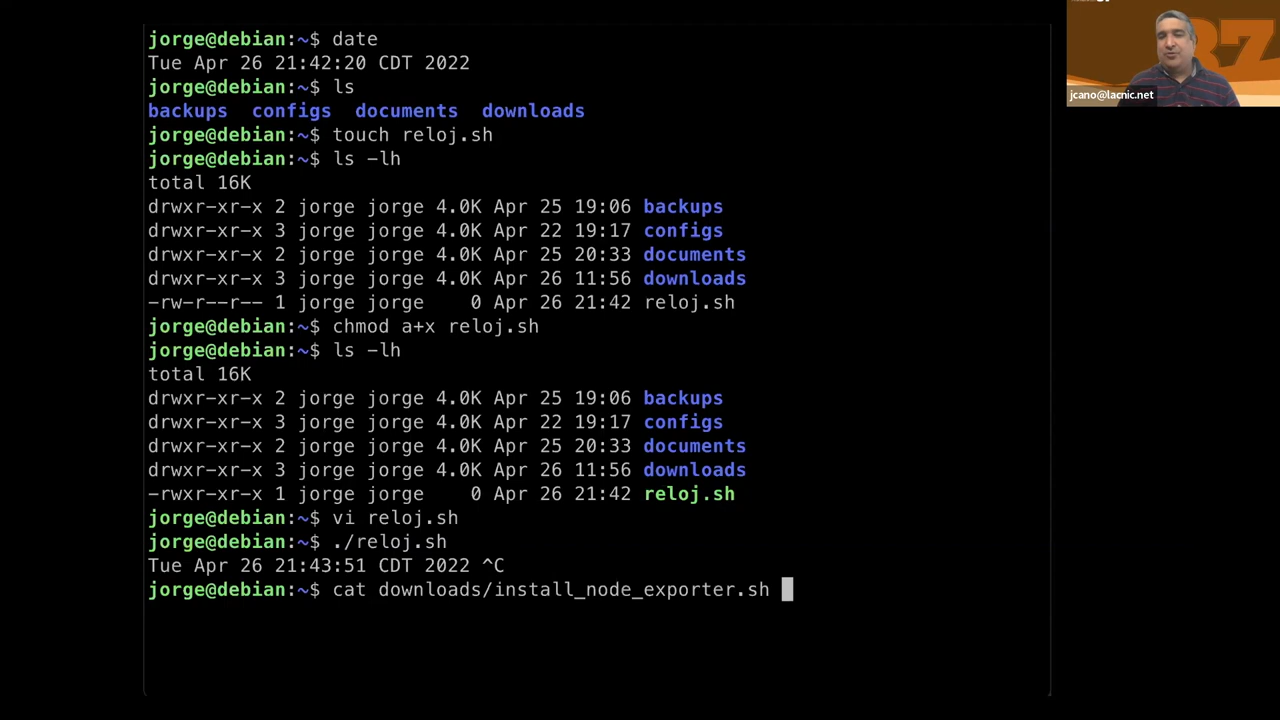 jorge@debian:~$ date
Tue Apr 26 21:42:20 CDT 2022
jorge@debian:~$ ls
backups  configs  documents  downloads
jorge@debian:~$ touch reloj.sh
jorge@debian:~$ ls -lh
total 16K
drwxr-xr-x 2 jorge jorge 4.0K Apr 25 19:06 backups
drwxr-xr-x 3 jorge jorge 4.0K Apr 22 19:17 configs
drwxr-xr-x 2 jorge jorge 4.0K Apr 25 20:33 documents
drwxr-xr-x 3 jorge jorge 4.0K Apr 26 11:56 downloads
-rw-r--r-- 1 jorge jorge    0 Apr 26 21:42 reloj.sh
jorge@debian:~$ chmod a+x reloj.sh
jorge@debian:~$ ls -lh
total 16K
drwxr-xr-x 2 jorge jorge 4.0K Apr 25 19:06 backups
drwxr-xr-x 3 jorge jorge 4.0K Apr 22 19:17 configs
drwxr-xr-x 2 jorge jorge 4.0K Apr 25 20:33 documents
drwxr-xr-x 3 jorge jorge 4.0K Apr 26 11:56 downloads
-rwxr-xr-x 1 jorge jorge    0 Apr 26 21:42 reloj.sh
jorge@debian:~$ vi reloj.sh
jorge@debian:~$ ./reloj.sh
Tue Apr 26 21:43:51 CDT 2022 ^C
jorge@debian:~$ cat downloads/install_node_exporter.sh
37
jcano@lacnic.net